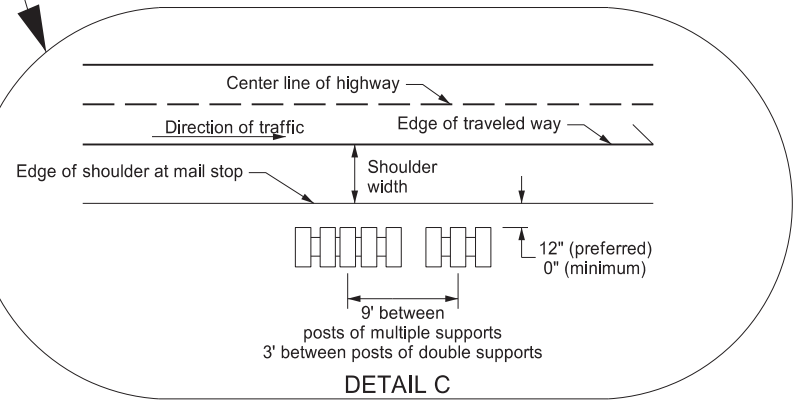 Center line of highway
Direction of traffic
Edge of traveled way
Edge of shoulder at mail stop
Shoulder
width
12" (preferred)
0" (minimum)
9' between
posts of multiple supports
3' between posts of double supports
DETAIL C